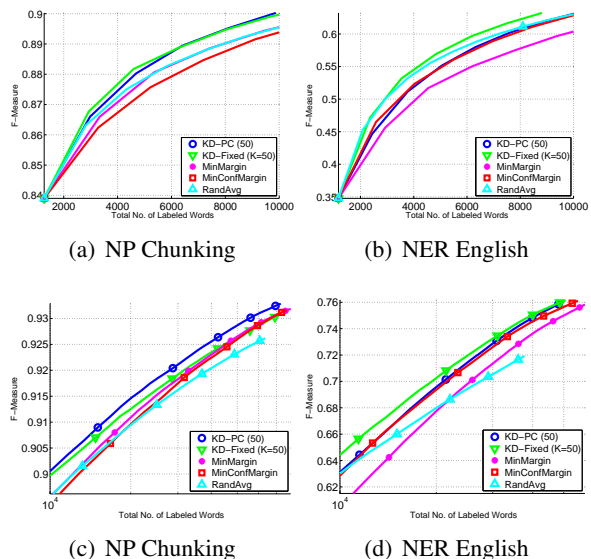 0.9
0.88
0.86
0.84
F-Measure
KD-PC (50)
KD-Fixed (K=50)
MinMargin
MinConfMargin
RandAvg
2000 4000 6000 8000 10000
Total No. of Labeled Words
(a) NP Chunking
0.65
0.6
0.55
0.5
0.45
0.4
0.35
F-Measure
KD-PC (50)
KD-Fixed (K=50)
MinMargin
MinConfMargin
RandAvg
2000 4000 6000 8000 10000
Total No. of Labeled Words
(b) NER English
0.93
0.925
0.92
0.915
0.91
0.905
0.9
F-Measure
KD-PC (50)
KD-Fixed (K=50)
MinMargin
MinConfMargin
RandAvg
10^4
Total No. of Labeled Words
(c) NP Chunking
0.76
0.74
0.72
0.7
0.68
0.66
0.64
0.62
F-Measure
KD-PC (50)
KD-Fixed (K=50)
MinMargin
MinConfMargin
RandAvg
10^4
Total No. of Labeled Words
(d) NER English